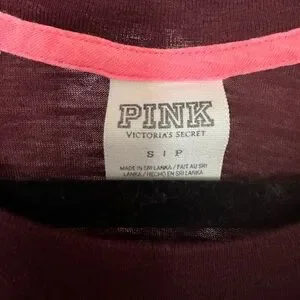 PINK
VICTORIA'S SECRET
S | P
MADE IN SRI LANKA / FAIT AU SRI
LANKA / HECHO EN SRI LANKA